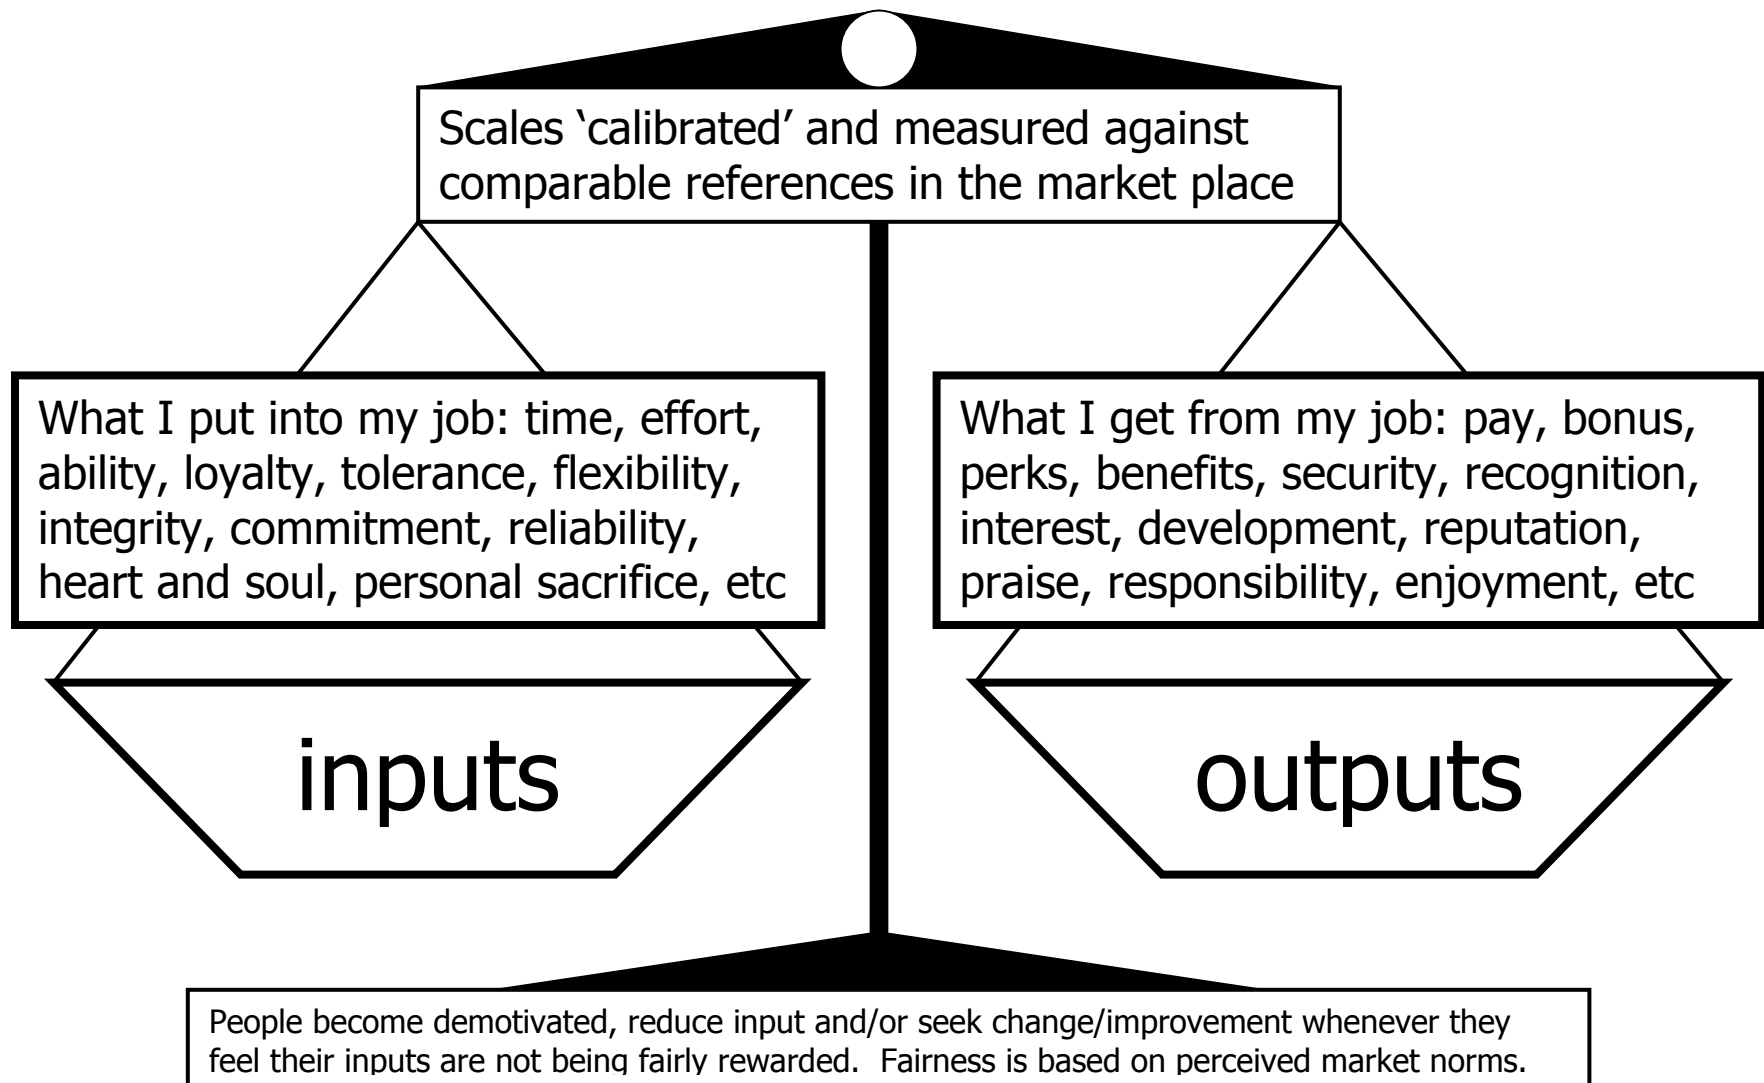 Scales ‘calibrated’ and measured against
comparable references in the market place
What I put into my job: time, effort,
ability, loyalty, tolerance, flexibility,
integrity, commitment, reliability,
heart and soul, personal sacrifice, etc
What I get from my job: pay, bonus,
perks, benefits, security, recognition,
interest, development, reputation,
praise, responsibility, enjoyment, etc
inputs
outputs
People become demotivated, reduce input and/or seek change/improvement whenever they
feel their inputs are not being fairly rewarded.  Fairness is based on perceived market norms.